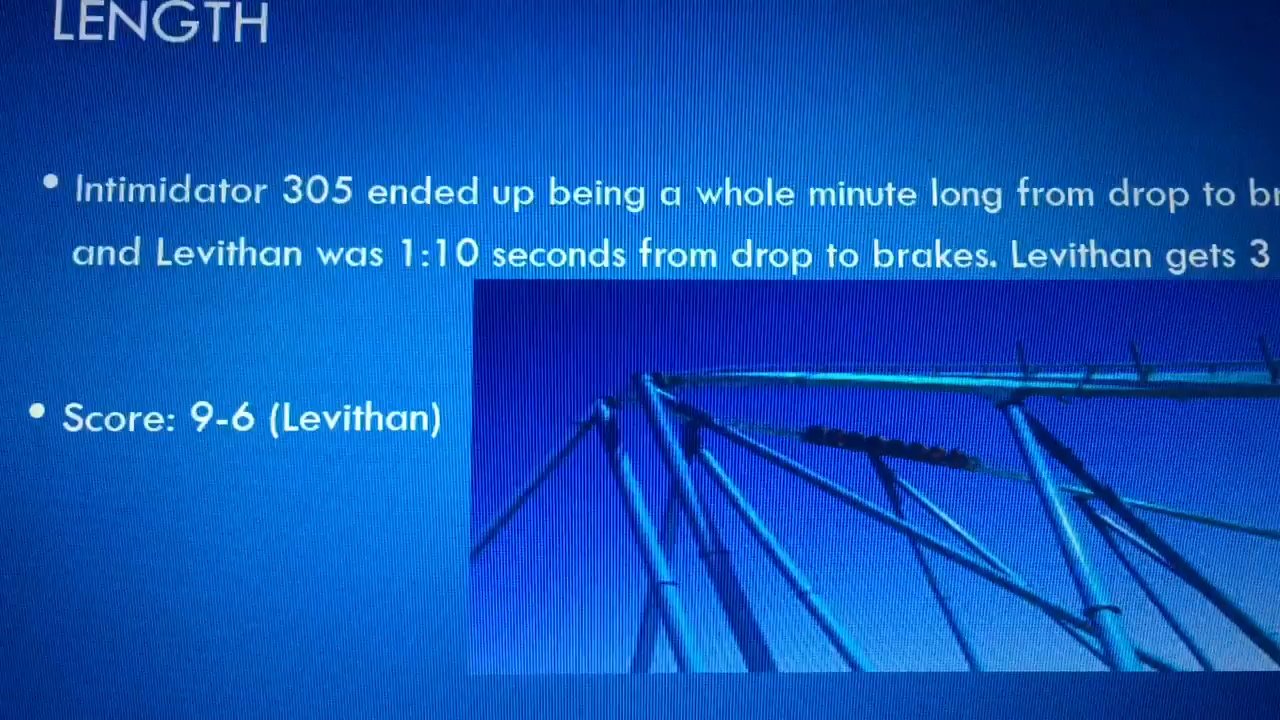 LENGTH
• Intimidator 305 ended up being a whole minute long from drop to
and Levithan was 1:10 seconds from drop to brakes. Levithan gets 3
• Score: 9-6 (Levithan)